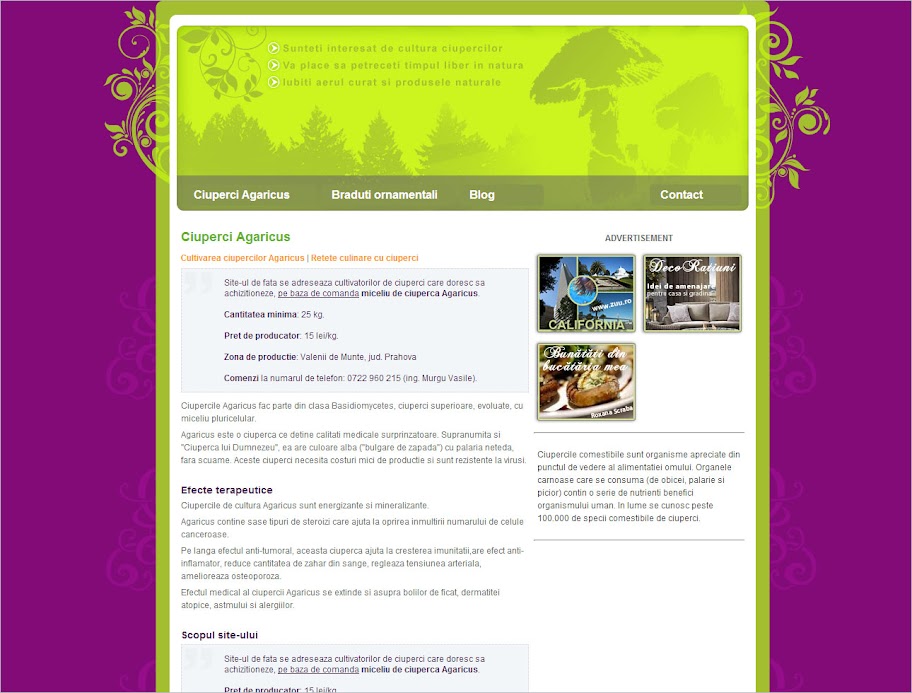 Sunteti interesat de cultura ciupercilor
Va place sa petreceti timpul liber in natura
Iubiti aerul curat si produsele naturale
Ciuperci Agaricus
Braduti ornamentali
Blog
Contact
Ciuperci Agaricus
Cultivarea ciupercilor Agaricus | Retete culinare cu ciuperci
Site-ul de fata se adreseaza cultivatorilor de ciuperci care doresc sa
achizitioneze, pe baza de comanda miceliu de ciuperca Agaricus.
Cantitatea minima: 25 kg.
Pret de producator: 15 lei/kg.
Zona de productie: Valenii de Munte, jud. Prahova
Comenzi la numarul de telefon: 0722 960 215 (ing. Murgu Vasile).
Ciupercile Agaricus fac parte din clasa Basidiomycetes, ciuperci superioare, evoluate, cu
miceliu pluricelular.
Agaricus este o ciuperca ce detine calitati medicale surprinzatoare. Supranumita si
"Ciuperca lui Dumnezeu", ea are culoare alba ("bulgare de zapada") cu palaria neteda,
fara scuame. Aceste ciuperci necesita costuri mici de productie si sunt rezistente la virusi.
Efecte terapeutice
Ciupercile de cultura Agaricus sunt energizante si mineralizante.
Agaricus contine sase tipuri de steroizi care ajuta la oprirea inmultirii numarului de celule
canceroase.
Pe langa efectul anti-tumoral, aceasta ciuperca ajuta la cresterea imunitatii,are efect anti-
inflamator, reduce cantitatea de zahar din sange, regleaza tensiunea arteriala,
amelioreaza osteoporoza.
Efectul medical al ciupercii Agaricus se extinde si asupra bolilor de ficat, dermatitei
atopice, astmului si alergiilor.
Scopul site-ului
Site-ul de fata se adreseaza cultivatorilor de ciuperci care doresc sa
achizitioneze, pe baza de comanda miceliu de ciuperca Agaricus.
Pret de producator: 15 lei/kg.
ADVERTISEMENT
www.zuu.ro
CALIFORNIA
DecoRatiuni
Idei de amenajare
pentru casa si gradina
Bunătăti din
bucătăria mea
Roxana Scraba
Ciupercile comestibile sunt organisme apreciate din
punctul de vedere al alimentatiei omului. Organele
carnoase care se consuma (de obicei, palarie si
picior) contin o serie de nutrienti benefici
organismului uman. In lume se cunosc peste
100.000 de specii comestibile de ciuperci.